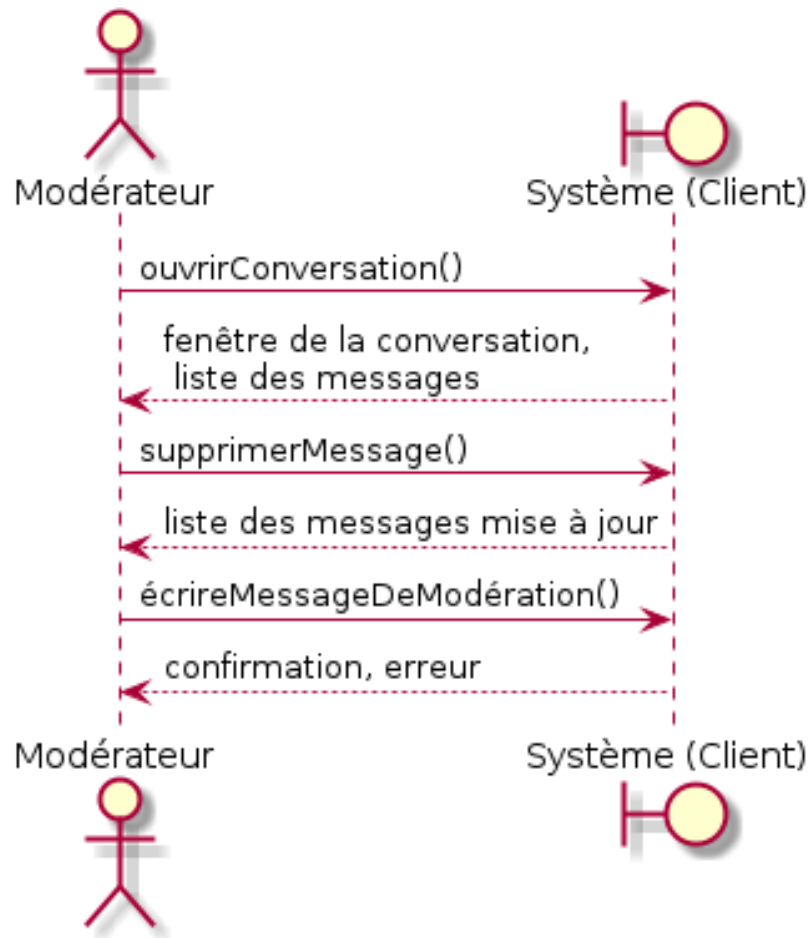 Modérateur
Système (Client)
ouvrirConversation()
fenêtre de la conversation,
liste des messages
supprimerMessage()
liste des messages mise à jour
écrireMessageDeModération()
confirmation, erreur
Modérateur
Système (Client)